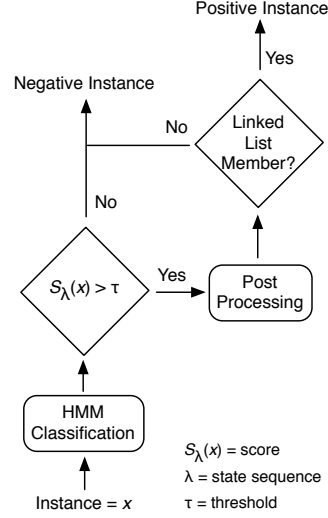 Positive Instance
Yes
Negative Instance
No
Linked
List
Member?
No
Sλ(x) > τ
Yes
Post
Processing
HMM
Classification
Sλ(x) = score
λ = state sequence
τ = threshold
Instance = x